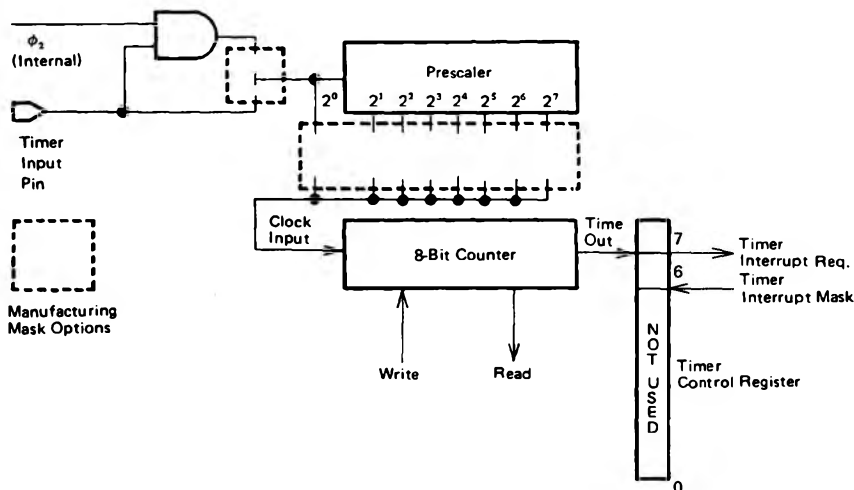 φ₂
(Internal)
Timer
Input
Pin
Manufacturing
Mask Options
Prescaler
2⁰ 2¹ 2² 2³ 2⁴ 2⁵ 2⁶ 2⁷
Clock
Input
8-Bit Counter
Write
Read
Time
Out
7
6
Timer
Interrupt Req.
Timer
Interrupt Mask
NOT USED
Timer
Control Register
0